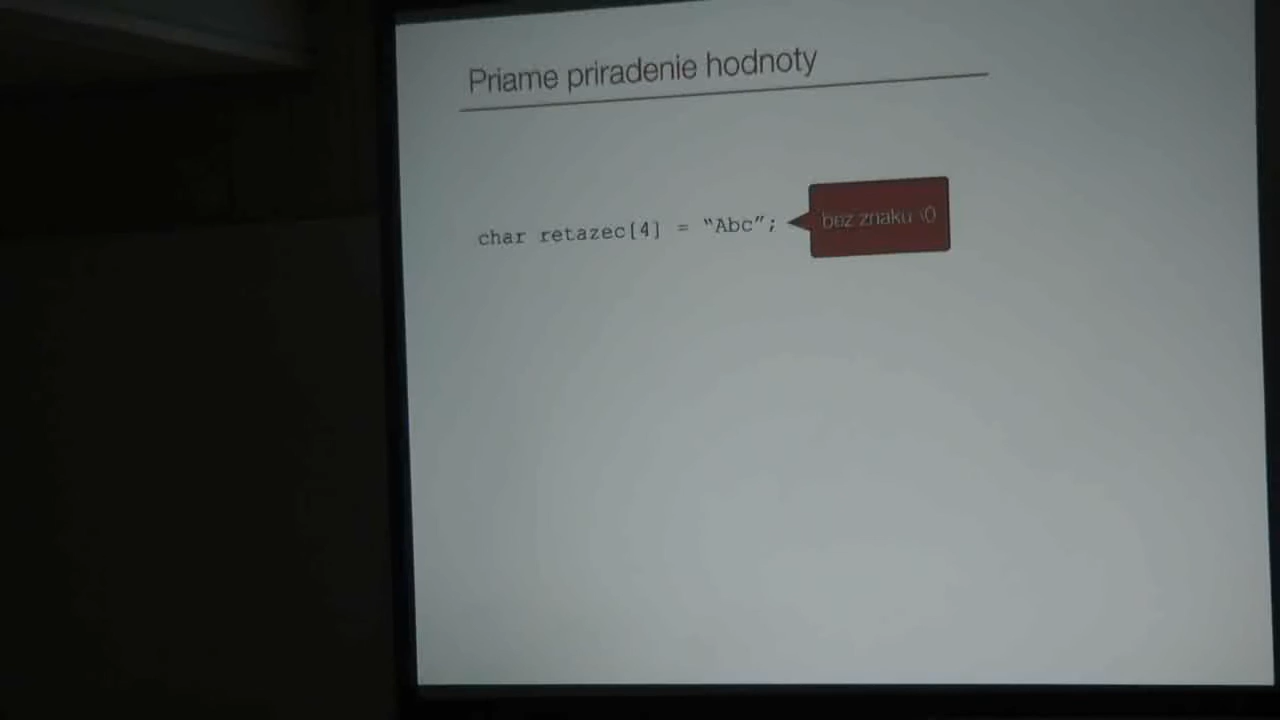 Priame priradenie hodnoty
char retazec[4] = “Abc”;
bez znaku \0